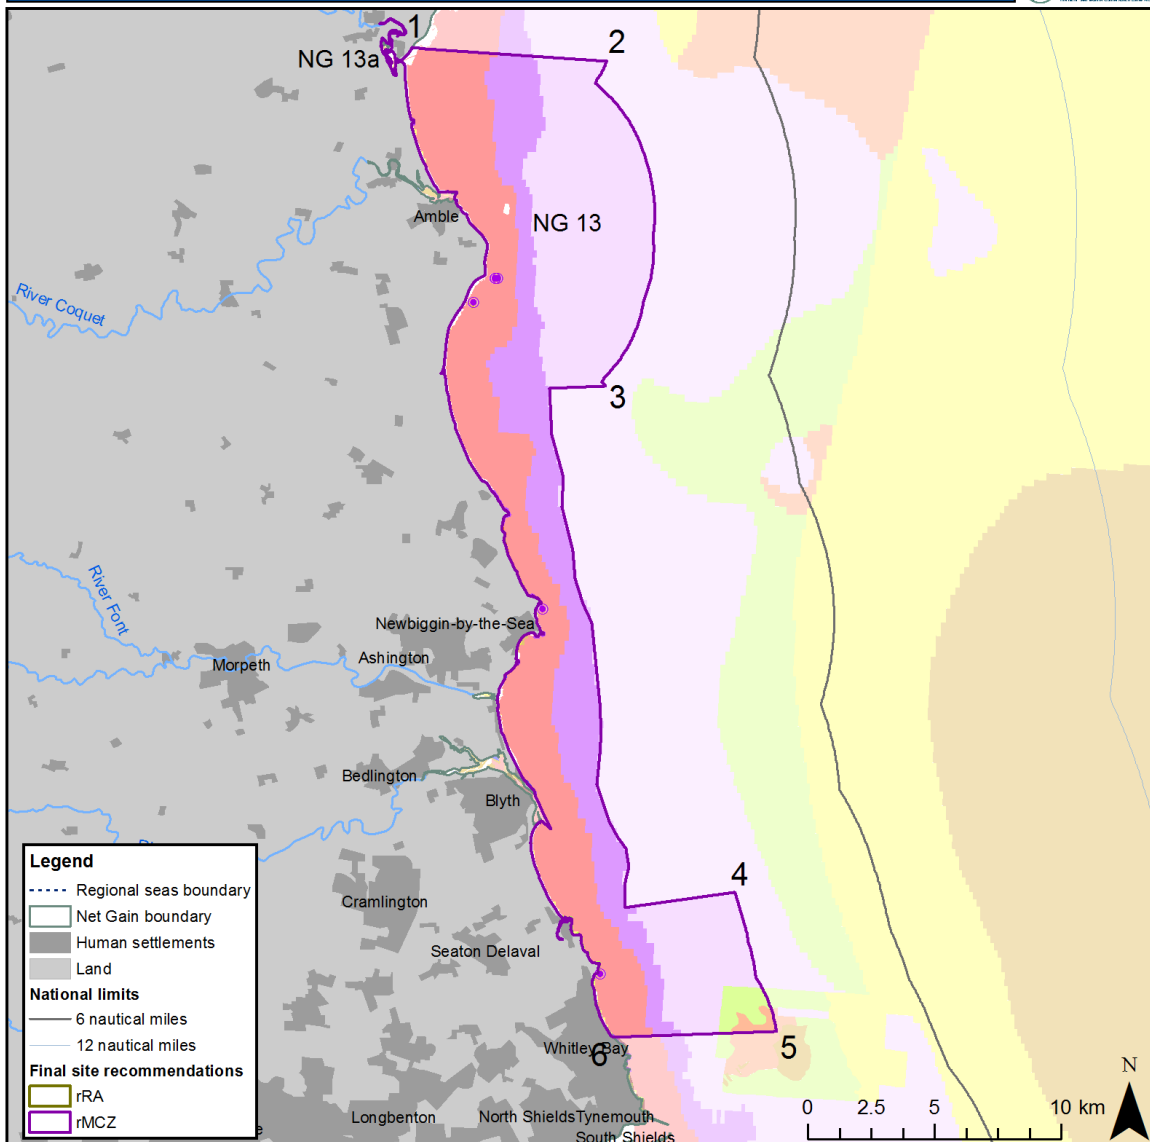 1
2
NG 13a
Amble
NG 13
River Coquet
3
River Font
Newbiggin-by-the-Sea
Ashington
Morpeth
Bedlington
Blyth
4
Cramlington
Seaton Delaval
Whitley Bay
6
5
Longbenton
North Shields
Tynemouth
South Shields
Legend
Regional seas boundary
Net Gain boundary
Human settlements
Land
National limits
6 nautical miles
12 nautical miles
Final site recommendations
rRA
rMCZ
N
0 2.5 5 10 km